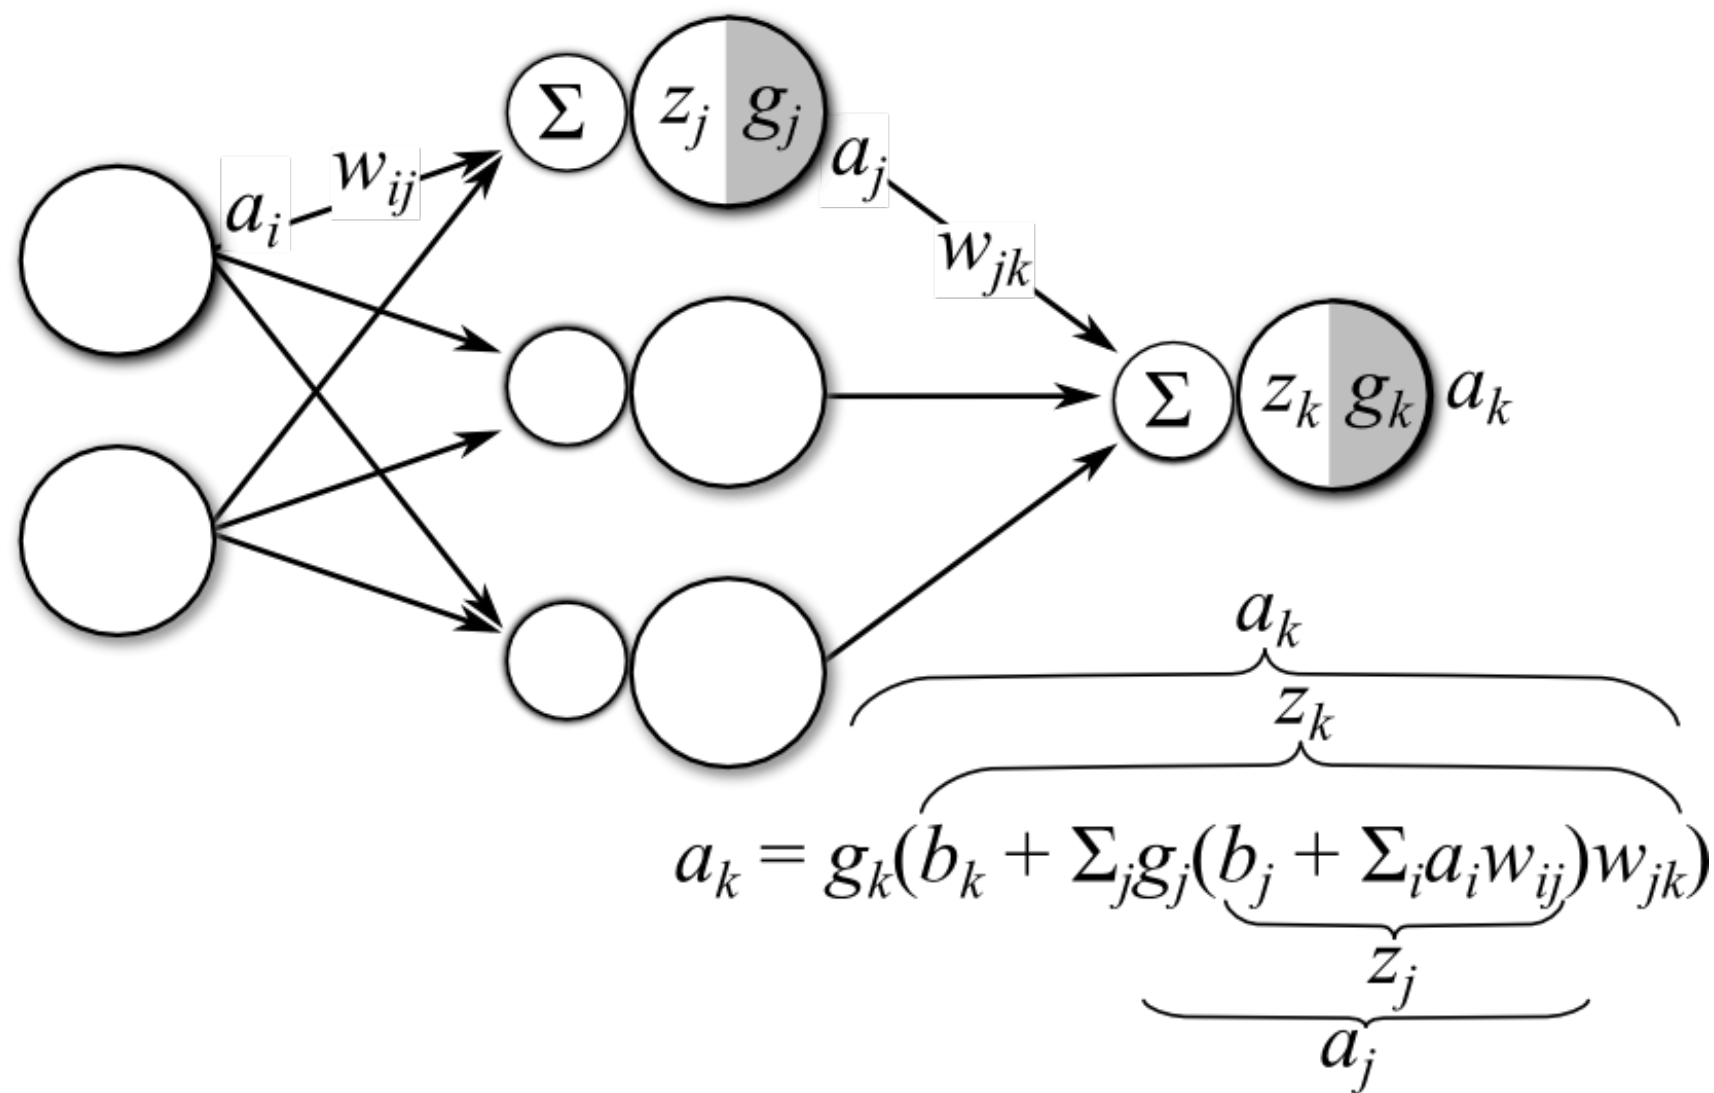 Σ z_j g_j
w_ij
a_i
a_j
w_jk
Σ z_k g_k a_k
a_k
z_k
a_k = g_k(b_k + Σ_j g_j(b_j + Σ_i a_i w_ij)w_jk)
z_j
a_j